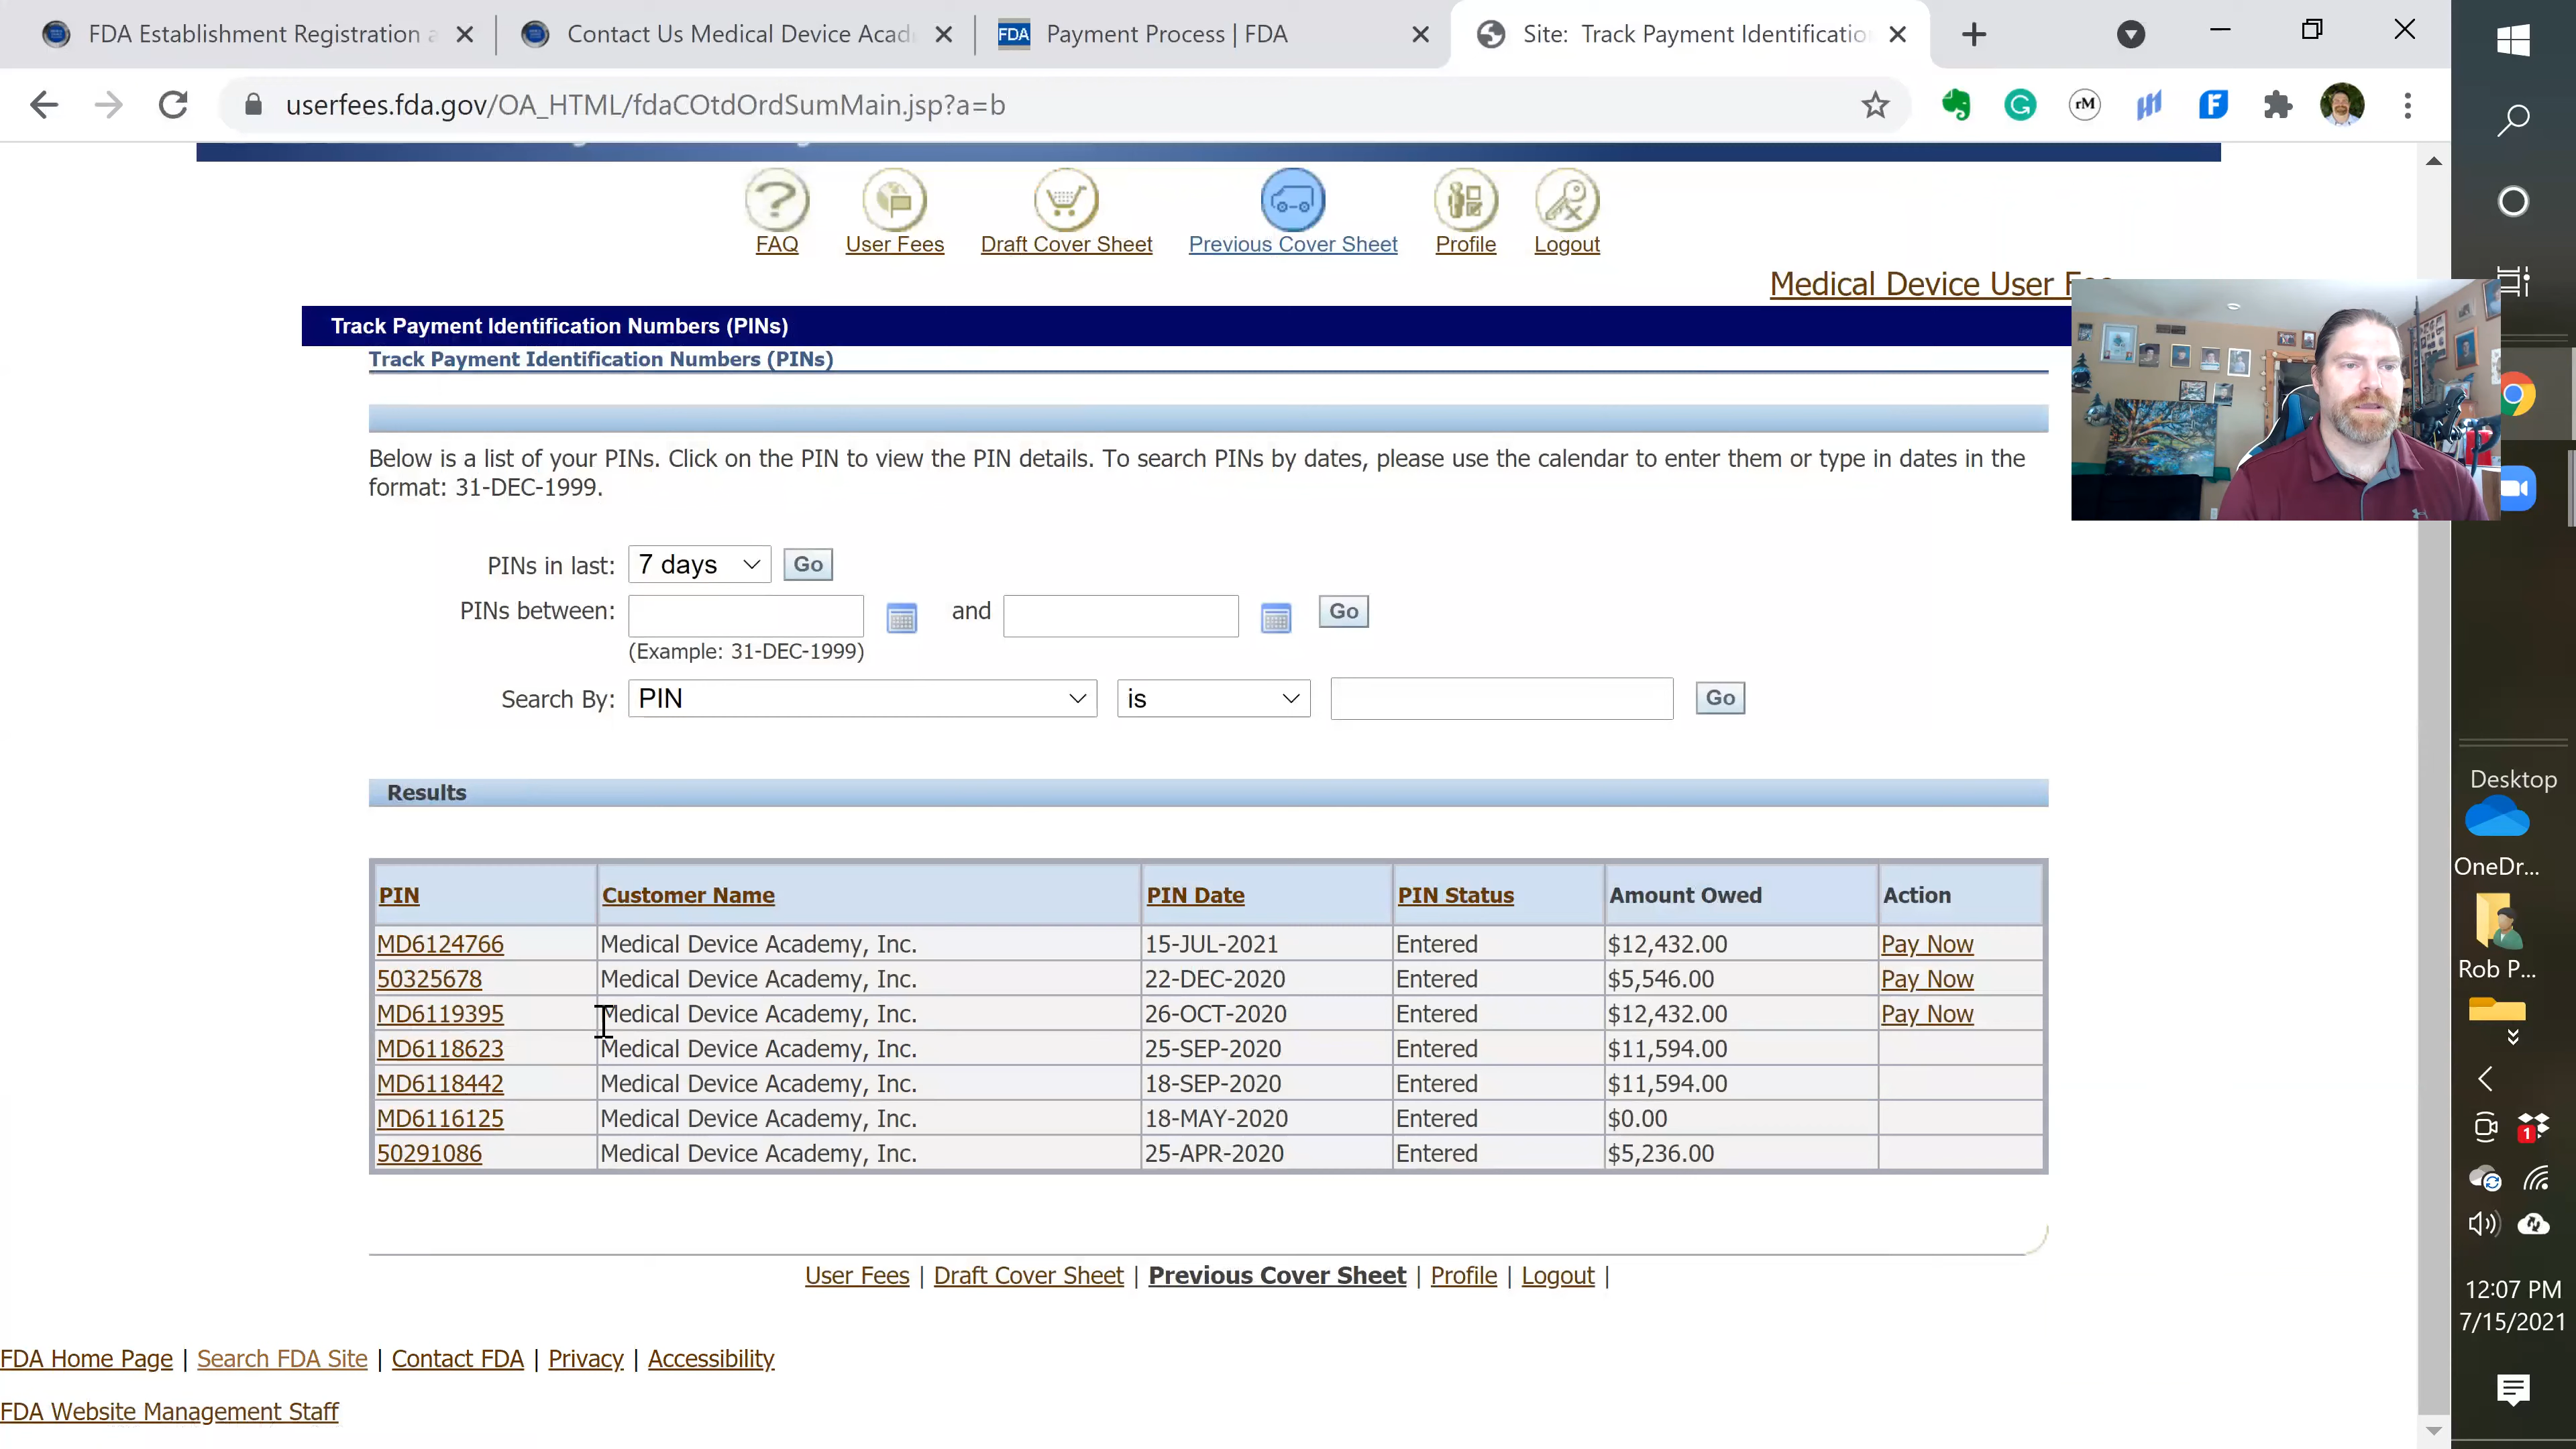 FDA Establishment Registration a
Contact Us Medical Device Acad
FDA Payment Process | FDA
Site: Track Payment Identificatio
userfees.fda.gov/OA_HTML/fdaCOtdOrdSumMain.jsp?a=b
rM
FAQ User Fees Draft Cover Sheet Previous Cover Sheet Profile Logout
Medical Device User
Track Payment Identification Numbers (PINs)
Track Payment Identification Numbers (PINs)
Below is a list of your PINs. Click on the PIN to view the PIN details. To search PINs by dates, please use the calendar to enter them or type in dates in the
format: 31-DEC-1999.
PINs in last: 7 days Go
PINs between: and Go
(Example: 31-DEC-1999)
Search By: PIN is Go
Results
PIN Customer Name PIN Date PIN Status Amount Owed Action
MD6124766 Medical Device Academy, Inc. 15-JUL-2021 Entered $12,432.00 Pay Now
50325678 Medical Device Academy, Inc. 22-DEC-2020 Entered $5,546.00 Pay Now
MD6119395 Medical Device Academy, Inc. 26-OCT-2020 Entered $12,432.00 Pay Now
MD6118623 Medical Device Academy, Inc. 25-SEP-2020 Entered $11,594.00
MD6118442 Medical Device Academy, Inc. 18-SEP-2020 Entered $11,594.00
MD6116125 Medical Device Academy, Inc. 18-MAY-2020 Entered $0.00
50291086 Medical Device Academy, Inc. 25-APR-2020 Entered $5,236.00
User Fees | Draft Cover Sheet | Previous Cover Sheet | Profile | Logout |
FDA Home Page | Search FDA Site | Contact FDA | Privacy | Accessibility
FDA Website Management Staff
Desktop
OneDr...
Rob P...
1
12:07 PM
7/15/2021